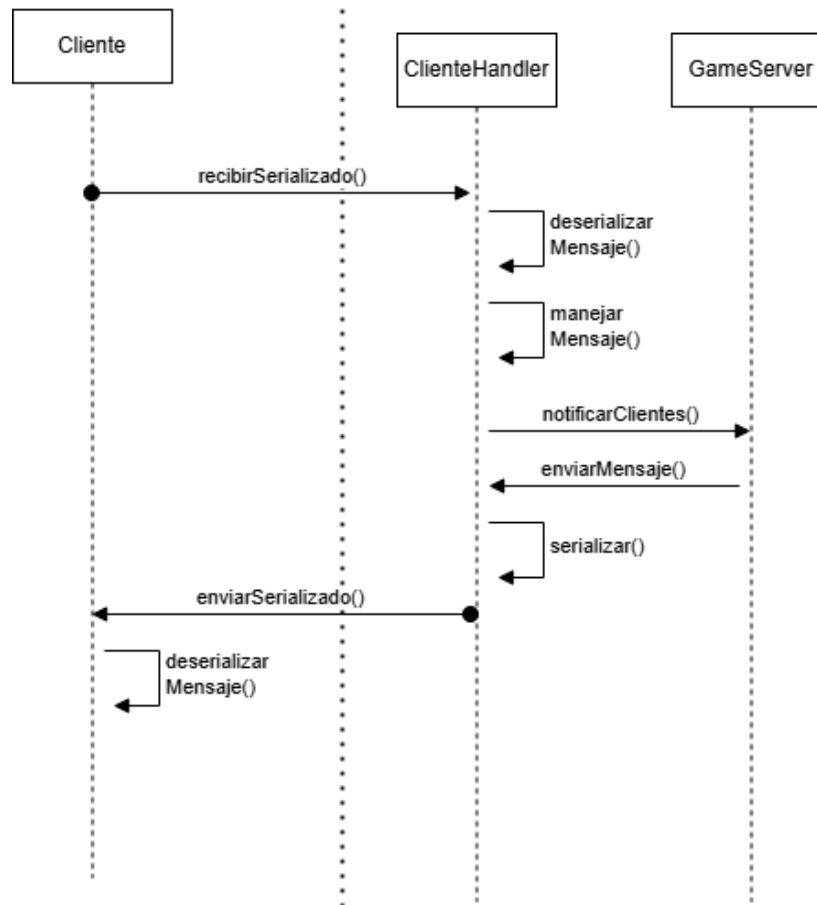 Cliente
ClienteHandler
GameServer
recibirSerializado()
deserializar
Mensaje()
manejar
Mensaje()
notificarClientes()
enviarMensaje()
serializar()
enviarSerializado()
deserializar
Mensaje()